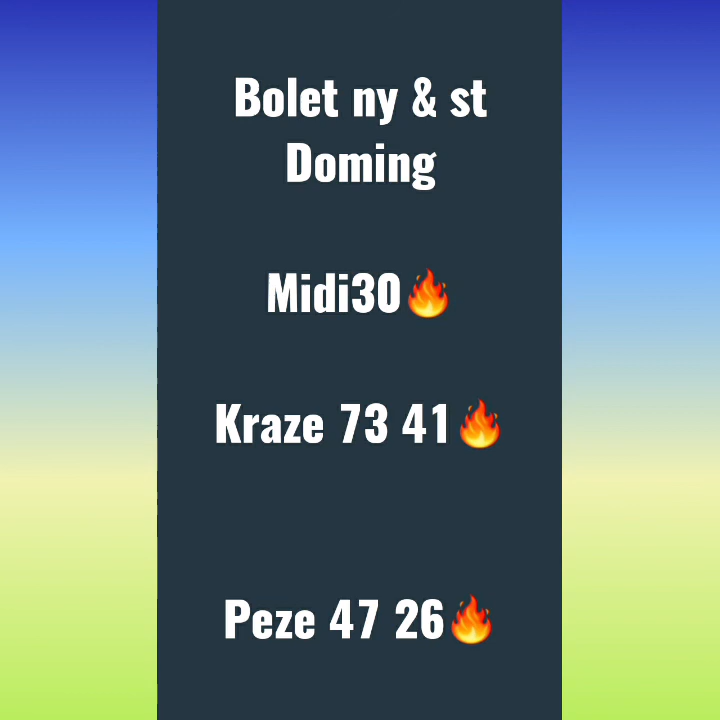 Bolet ny & st
Doming
Midi30🔥
Kraze 73 41🔥
Peze 47 26🔥